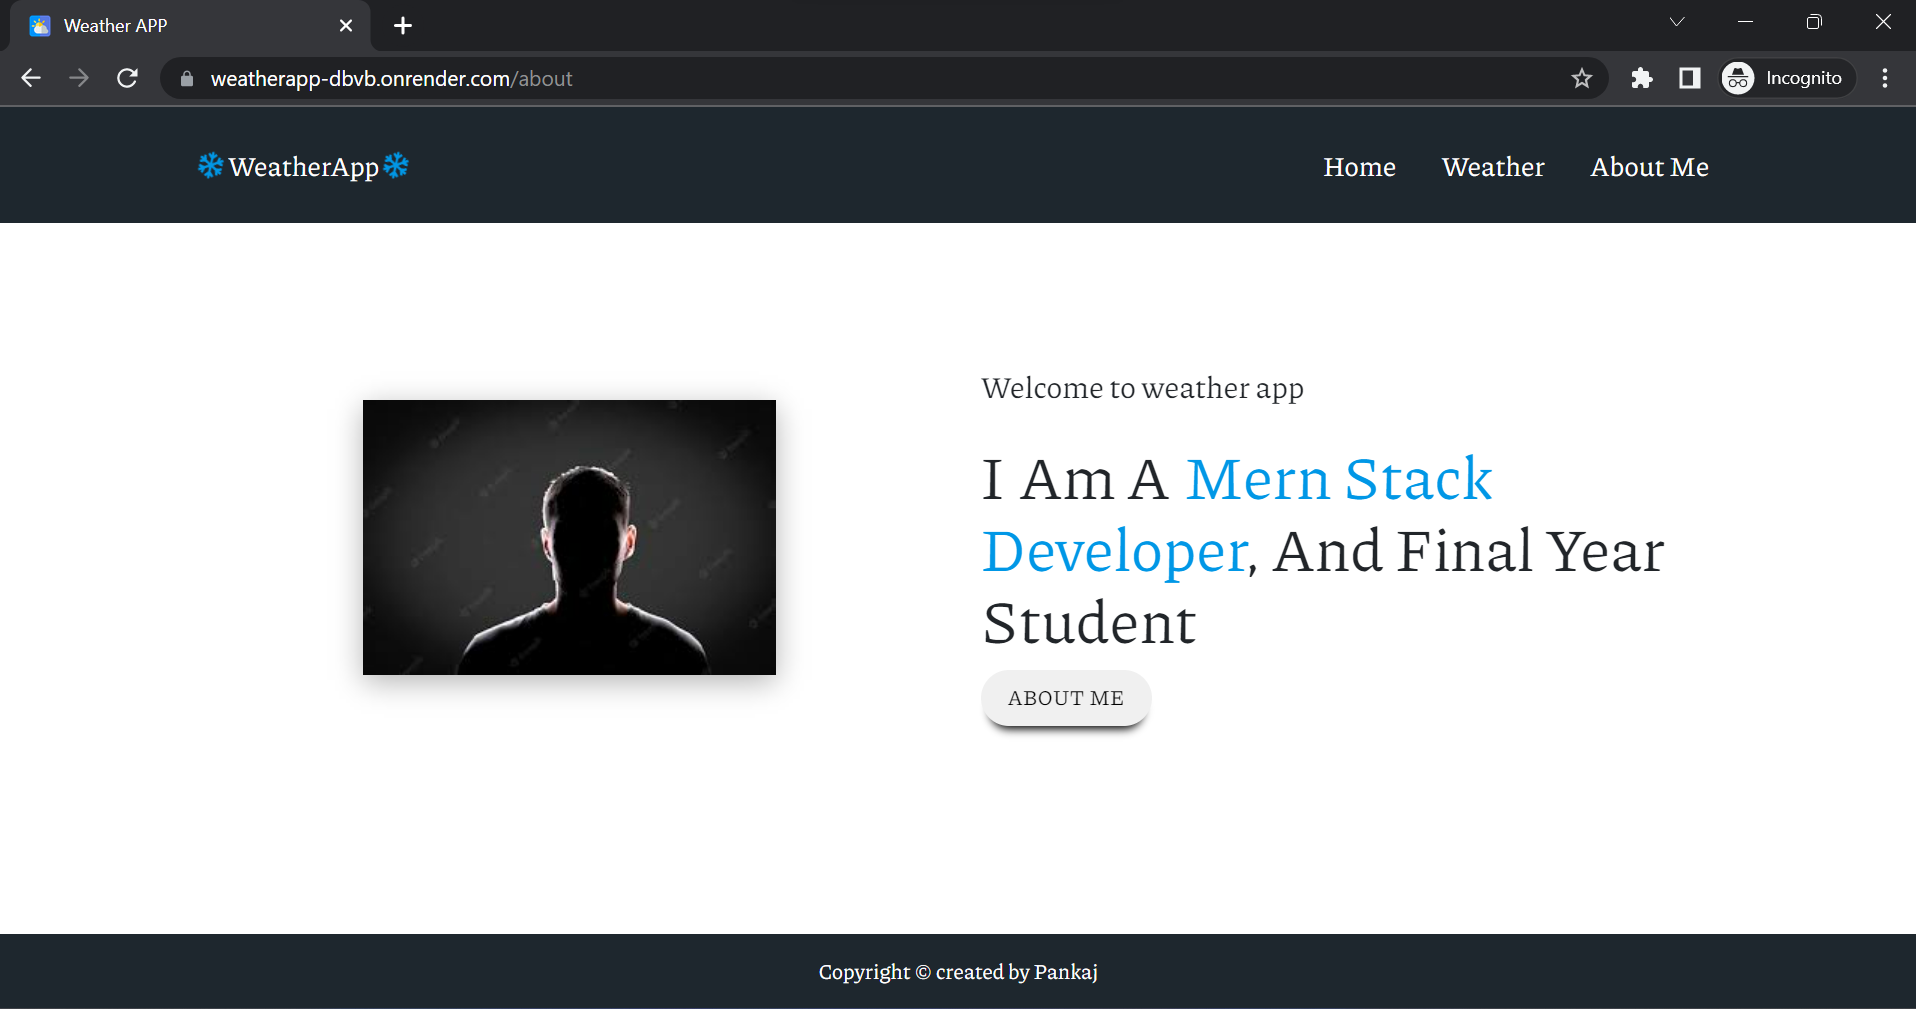 Weather APP
weatherapp-dbvb.onrender.com/about
Incognito
WeatherApp
Home Weather About Me
Welcome to weather app
I Am A Mern Stack
Developer, And Final Year
Student
ABOUT ME
Copyright © created by Pankaj